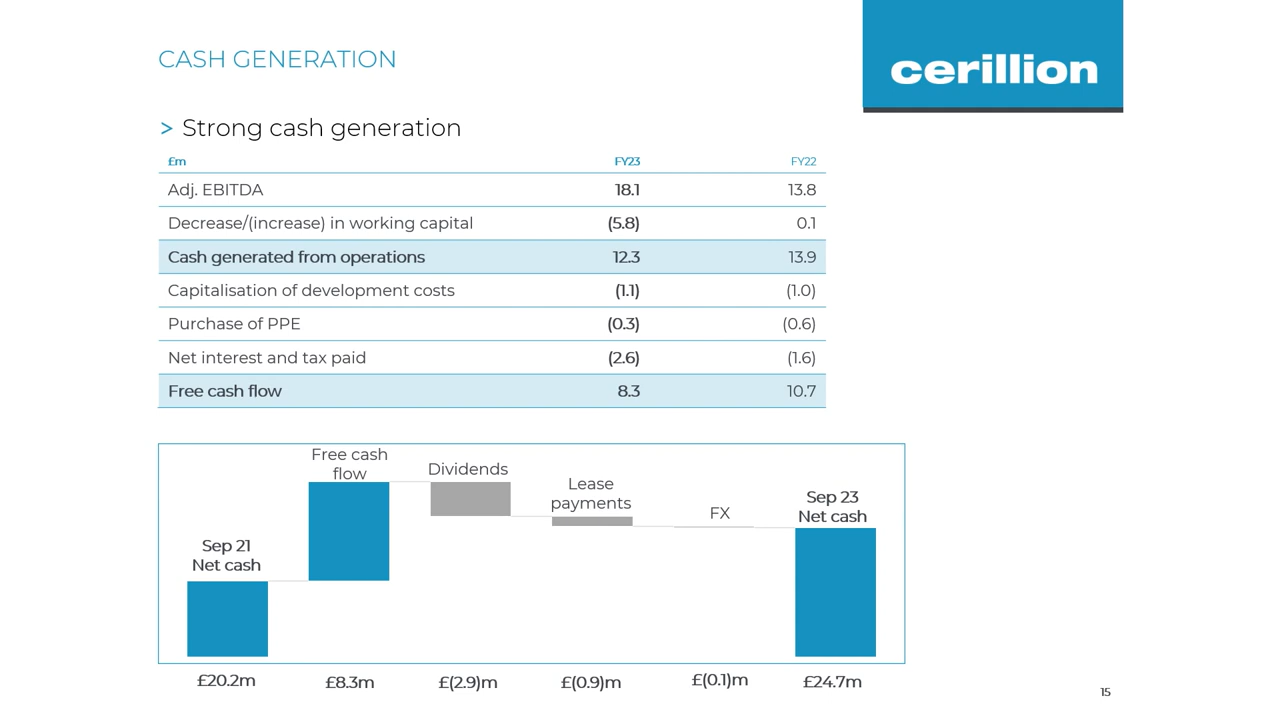 CASH GENERATION
cerillion
> Strong cash generation
£m FY23 FY22
Adj. EBITDA 18.1 13.8
Decrease/(increase) in working capital (5.8) 0.1
Cash generated from operations 12.3 13.9
Capitalisation of development costs (1.1) (1.0)
Purchase of PPE (0.3) (0.6)
Net interest and tax paid (2.6) (1.6)
Free cash flow 8.3 10.7
Sep 21
Net cash
Free cash
flow
Dividends
Lease
payments
FX
Sep 23
Net cash
£20.2m £8.3m £(2.9)m £(0.9)m £(0.1)m £24.7m
15